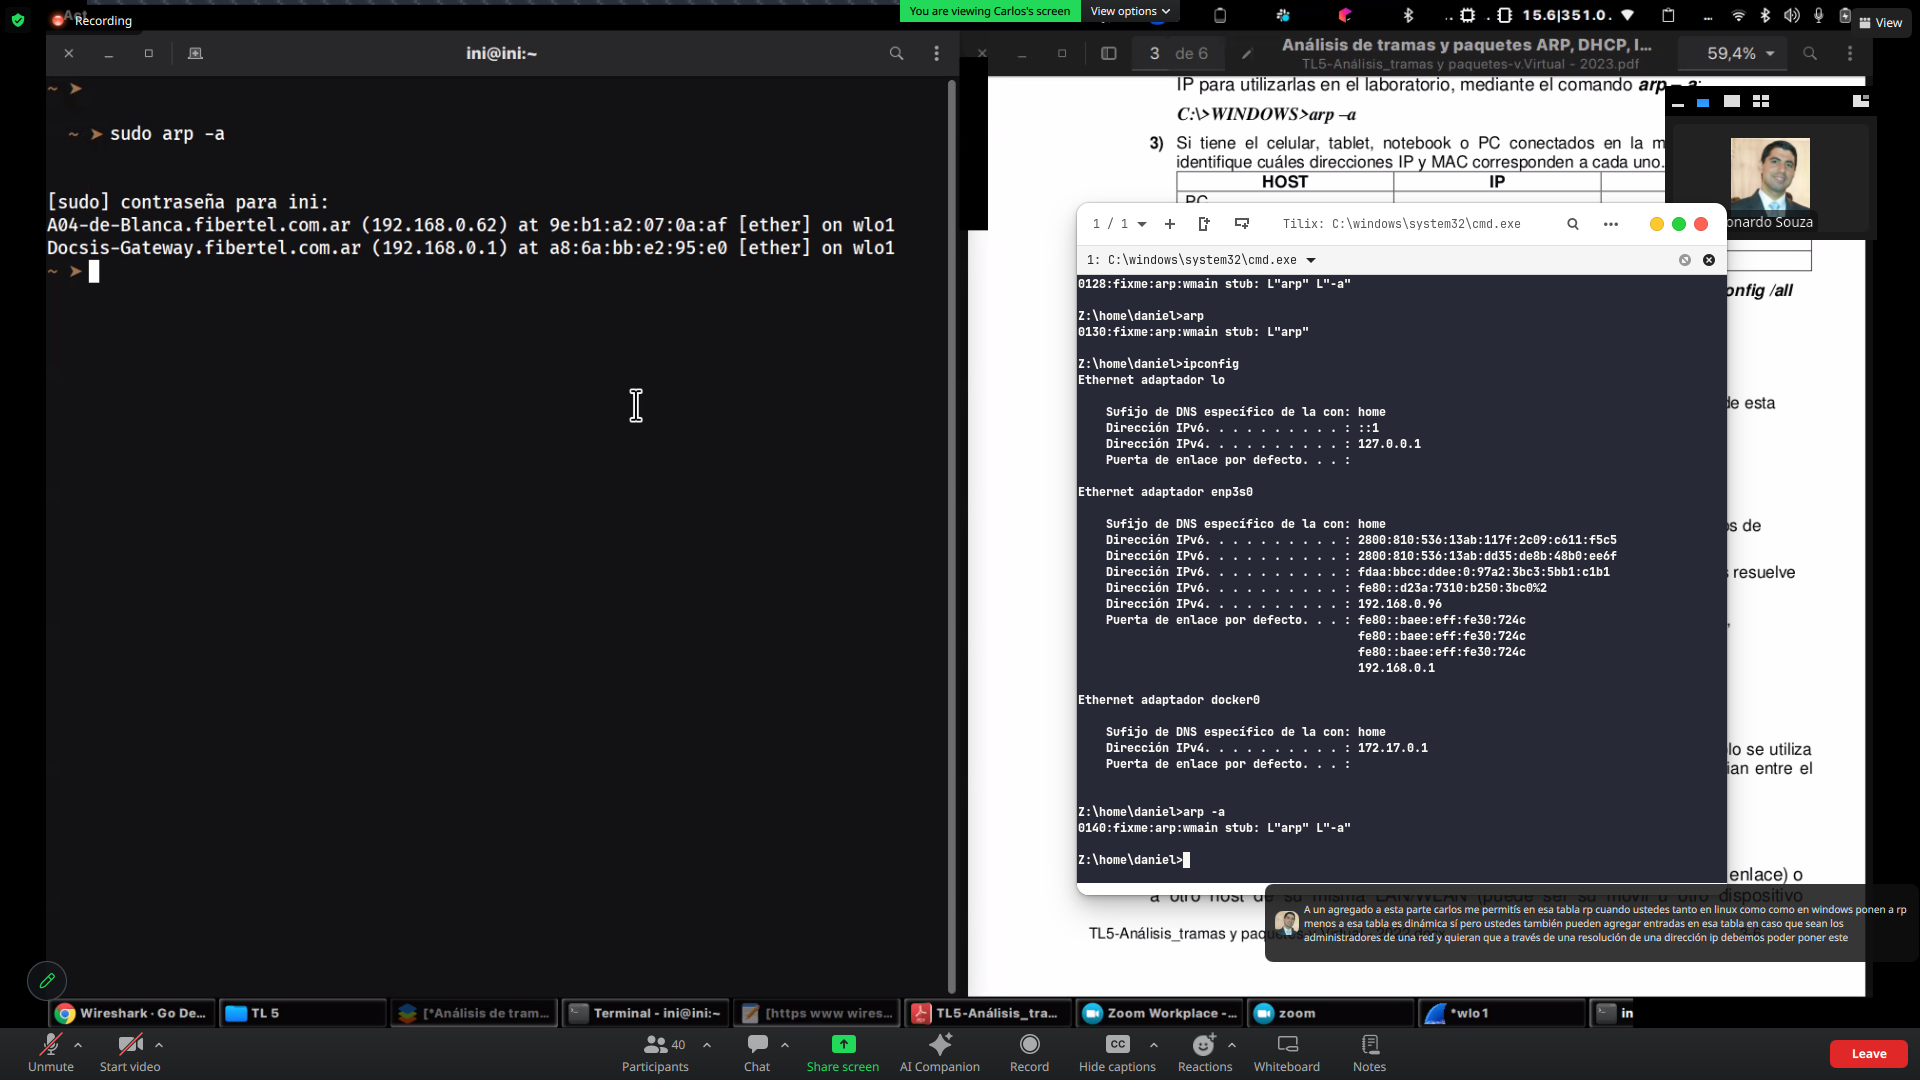 Recording
You are viewing Carlos's screen
View options
15.6|351.0.
View
ini@ini:~
3 de 6
Análisis de tramas y paquetes ARP, DHCP, I...
TL5-Análisis_tramas y paquetes-v.Virtual - 2023.pdf
59,4%
~ ➤
~ ➤ sudo arp -a
[sudo] contraseña para ini:
A04-de-Blanca.fibertel.com.ar (192.168.0.62) at 9e:b1:a2:07:0a:af [ether] on wlo1
Docsis-Gateway.fibertel.com.ar (192.168.0.1) at a8:6a:bb:e2:95:e0 [ether] on wlo1
~ ➤
IP para utilizarlas en el laboratorio, mediante el comando arp – a:
C:\>WINDOWS>arp –a
3) Si tiene el celular, tablet, notebook o PC conectados en la m
identifique cuáles direcciones IP y MAC corresponden a cada uno.
HOST IP
PC
onardo Souza
onfig /all
de esta
os de
resuelve
lo se utiliza
ian entre el
enlace) o
a otro host de su misma LAN/WLAN (puede ser su móvil u otro dispositivo
TL5-Análisis_tramas y paque
1 / 1
Tilix: C:\windows\system32\cmd.exe
1: C:\windows\system32\cmd.exe
0128:fixme:arp:wmain stub: L"arp" L"-a"
Z:\home\daniel>arp
0130:fixme:arp:wmain stub: L"arp"
Z:\home\daniel>ipconfig
Ethernet adaptador lo
Sufijo de DNS específico de la con: home
Dirección IPv6. . . . . . . . . . : ::1
Dirección IPv4. . . . . . . . . . : 127.0.0.1
Puerta de enlace por defecto. . . :
Ethernet adaptador enp3s0
Sufijo de DNS específico de la con: home
Dirección IPv6. . . . . . . . . . : 2800:810:536:13ab:117f:2c09:c611:f5c5
Dirección IPv6. . . . . . . . . . : 2800:810:536:13ab:dd35:de8b:48b0:ee6f
Dirección IPv6. . . . . . . . . . : fdaa:bbcc:ddee:0:97a2:3bc3:5bb1:c1b1
Dirección IPv6. . . . . . . . . . : fe80::d23a:7310:b250:3bc0%2
Dirección IPv4. . . . . . . . . . : 192.168.0.96
Puerta de enlace por defecto. . . : fe80::baee:eff:fe30:724c
fe80::baee:eff:fe30:724c
fe80::baee:eff:fe30:724c
192.168.0.1
Ethernet adaptador docker0
Sufijo de DNS específico de la con: home
Dirección IPv4. . . . . . . . . . : 172.17.0.1
Puerta de enlace por defecto. . . :
Z:\home\daniel>arp -a
0140:fixme:arp:wmain stub: L"arp" L"-a"
Z:\home\daniel>
A un agregado a esta parte carlos me permitís en esa tabla rp cuando ustedes tanto en linux como como en windows ponen a rp
menos a esa tabla es dinámica sí pero ustedes también pueden agregar entradas en esa tabla en caso que sean los
administradores de una red y quieran que a través de una resolución de una dirección ip debemos poder poner este
Wireshark · Go De...
TL 5
[*Análisis de tram...
Terminal - ini@ini:~
[https www wires...
TL5-Análisis_tra...
Zoom Workplace -...
zoom
*wlo1
in
Unmute
Start video
Participants 40
Chat
Share screen
AI Companion
Record
CC
Hide captions
Reactions
Whiteboard
Notes
Leave